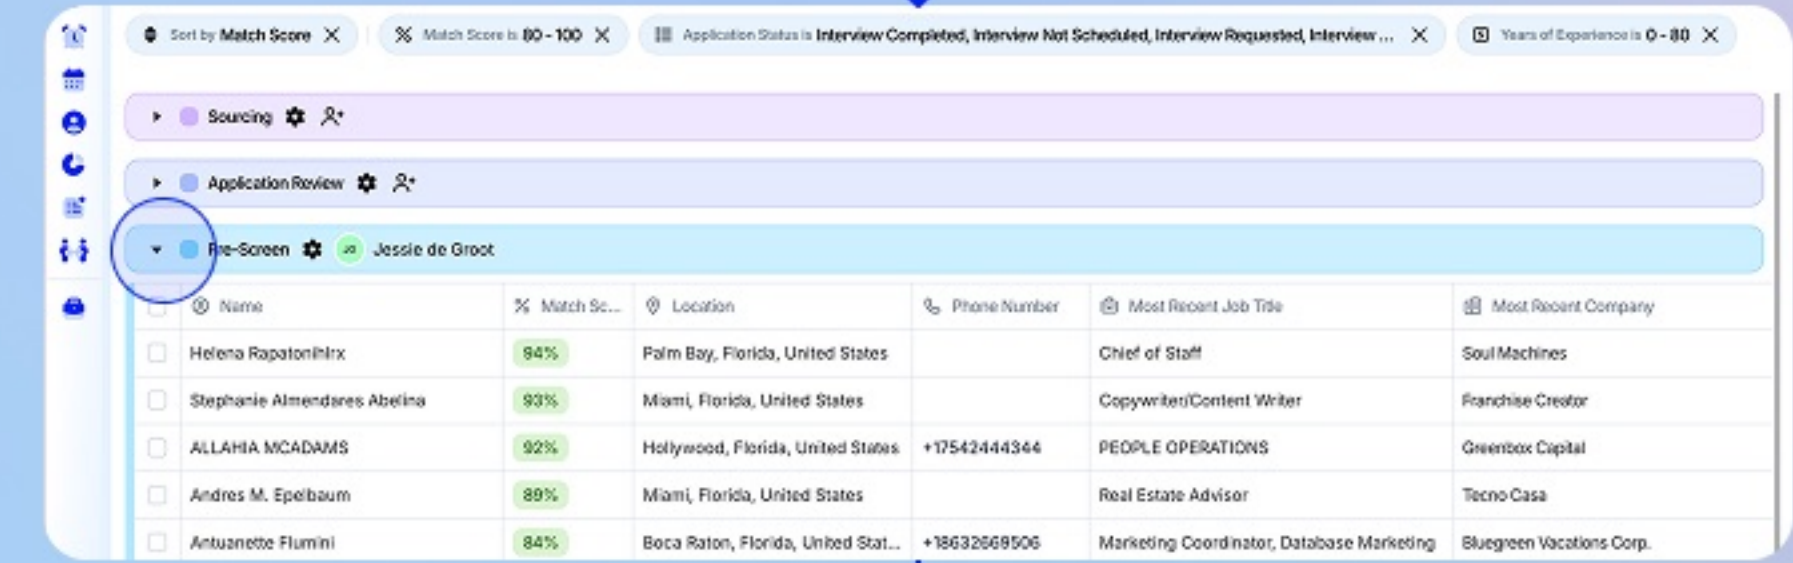 Sort by Match Score
Match Score is 80 - 100
Application Status is Interview Completed, Interview Not Scheduled, Interview Requested, Interview ...
Years of Experience is 0 - 80
Sourcing
Application Review
Pre-Screen JG Jessie de Groot
Name Match Sc... Location Phone Number Most Recent Job Title Most Recent Company
Helena Rapatonihirx 94% Palm Bay, Florida, United States Chief of Staff Soul Machines
Stephanie Almendares Abelina 93% Miami, Florida, United States Copywriter/Content Writer Franchise Creator
ALLAHIA MCADAMS 92% Hollywood, Florida, United States +17542444344 PEOPLE OPERATIONS Greenbox Capital
Andres M. Epelbaum 89% Miami, Florida, United States Real Estate Advisor Tecno Casa
Antuanette Flumini 84% Boca Raton, Florida, United Stat... +18632669506 Marketing Coordinator, Database Marketing Bluegreen Vacations Corp.